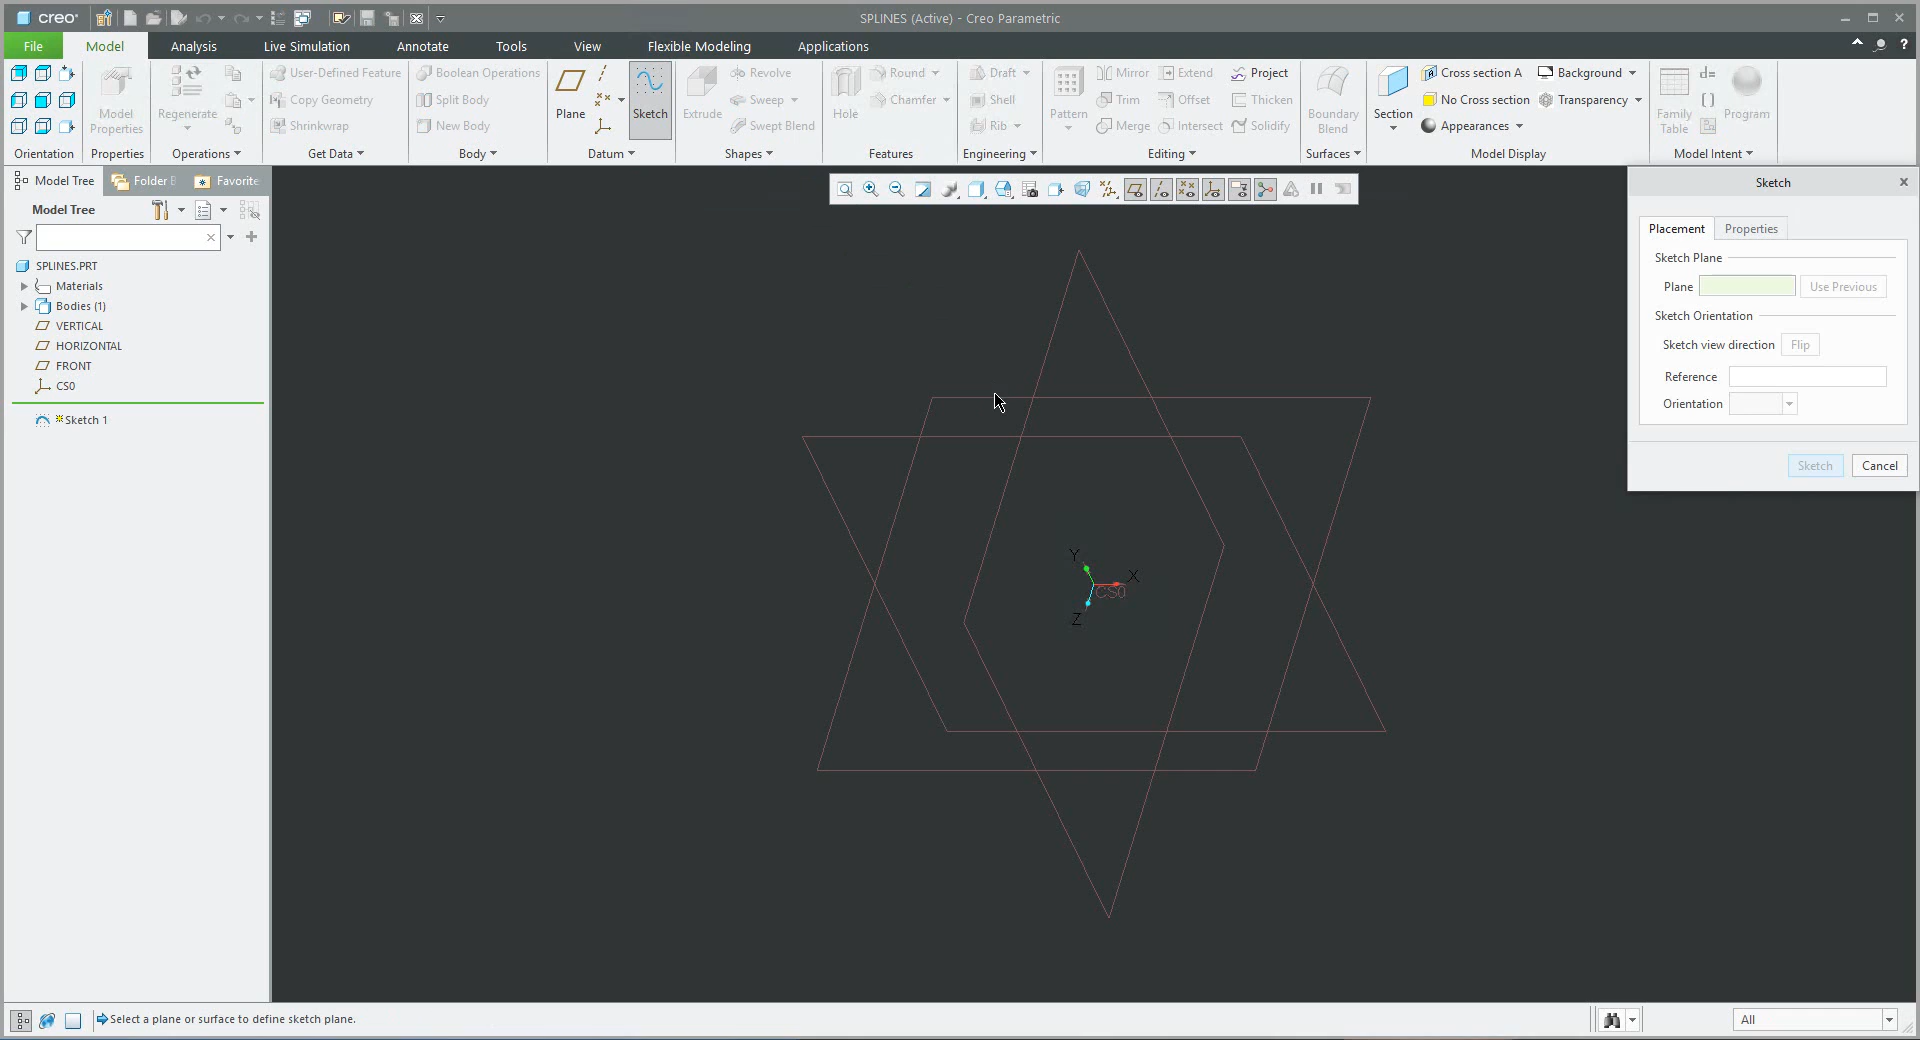 creo
SPLINES (Active) - Creo Parametric
File
Model
Analysis
Live Simulation
Annotate
Tools
View
Flexible Modeling
Applications
Model Properties
Regenerate
User-Defined Feature
Copy Geometry
Shrinkwrap
Boolean Operations
Split Body
New Body
Plane
Sketch
Extrude
Revolve
Sweep
Swept Blend
Hole
Round
Chamfer
Draft
Shell
Rib
Pattern
Mirror
Trim
Merge
Extend
Offset
Intersect
Project
Thicken
Solidify
Boundary Blend
Section
Cross section A
No Cross section
Appearances
Background
Transparency
Family Table
d=
Program
Orientation
Properties
Operations
Get Data
Body
Datum
Shapes
Features
Engineering
Editing
Surfaces
Model Display
Model Intent
Model Tree
Folder
Favorite
Model Tree
SPLINES.PRT
Materials
Bodies (1)
VERTICAL
HORIZONTAL
FRONT
CS0
Sketch 1
Y
X
CS0
Z
Sketch
Placement
Properties
Sketch Plane
Plane
Use Previous
Sketch Orientation
Sketch view direction
Flip
Reference
Orientation
Sketch
Cancel
Select a plane or surface to define sketch plane.
All